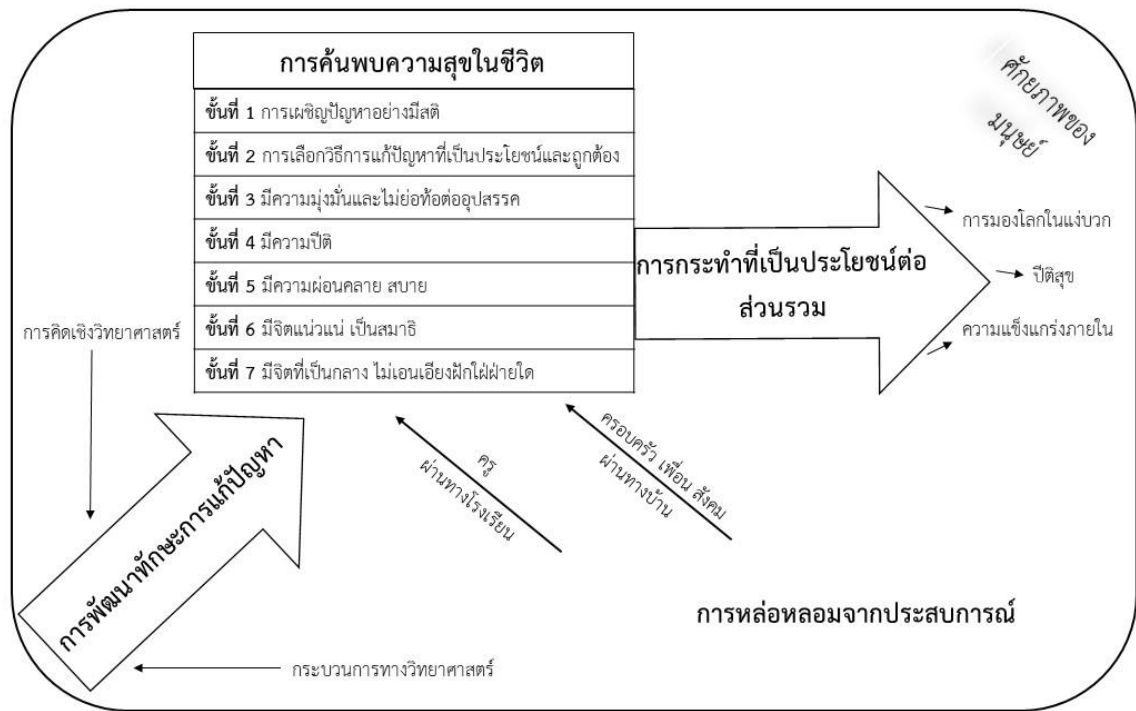 การค้นพบความสุขในชีวิต
ขั้นที่ 1 การเผชิญปัญหาอย่างมีสติ
ขั้นที่ 2 การเลือกวิธีการแก้ปัญหาที่เป็นประโยชน์และถูกต้อง
ขั้นที่ 3 มีความมุ่งมั่นและไม่ย่อท้อต่ออุปสรรค
ขั้นที่ 4 มีความปีติ
ขั้นที่ 5 มีความผ่อนคลาย สบาย
ขั้นที่ 6 มีจิตแน่วแน่ เป็นสมาธิ
ขั้นที่ 7 มีจิตที่เป็นกลาง ไม่เอนเอียงฝักใฝ่ฝ่ายใด
ศักยภาพของ
มนุษย์
การกระทำที่เป็นประโยชน์ต่อ
ส่วนรวม
การมองโลกในแง่บวก
ปีติสุข
ความแข็งแกร่งภายใน
การคิดเชิงวิทยาศาสตร์
การพัฒนาทักษะการแก้ปัญหา
กระบวนการทางวิทยาศาสตร์
ครู
ผ่านทางโรงเรียน
ครอบครัว เพื่อน สังคม
ผ่านทางบ้าน
การหล่อหลอมจากประสบการณ์